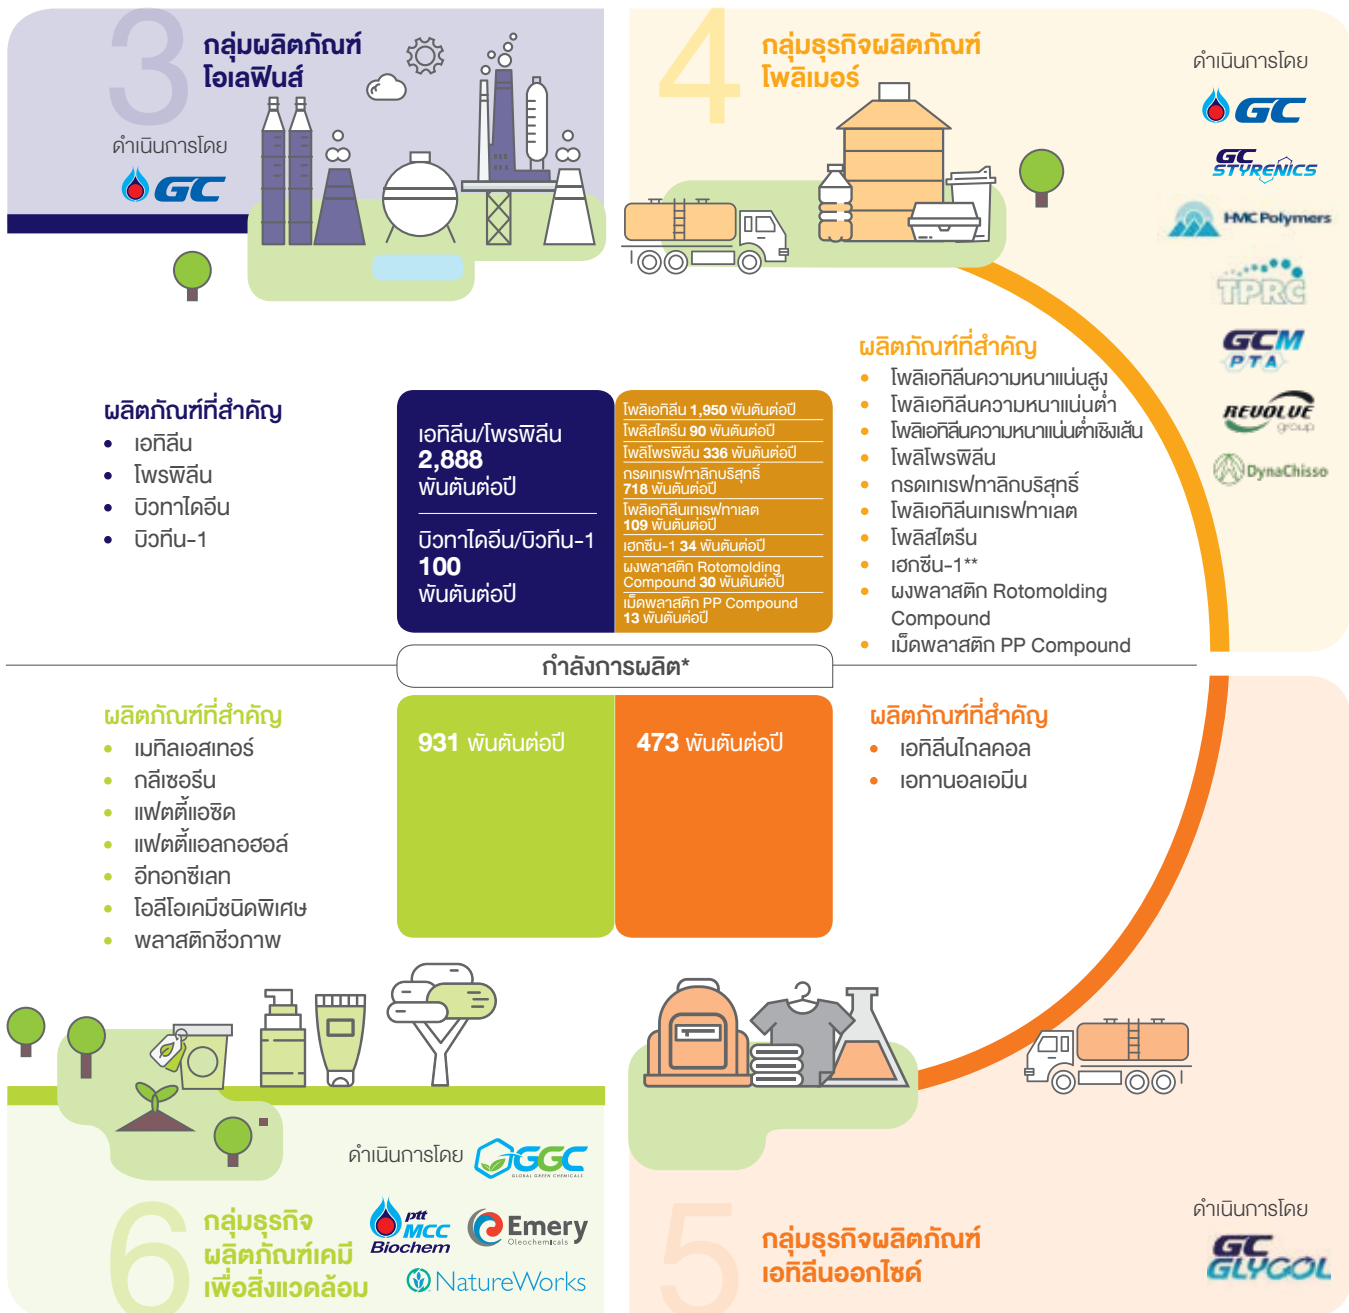 3
กลุ่มผลิตภัณฑ์
โอเลฟินส์
ดำเนินการโดย
GC
4
กลุ่มธุรกิจผลิตภัณฑ์
โพลิเมอร์
ดำเนินการโดย
GC
GC
STYRENICS
HMC Polymers
TPRC
GCM
PTA
REVOLVE
group
DynaChisso
ผลิตภัณฑ์ที่สำคัญ
• เอทิลีน
• โพรพิลีน
• บิวทาไดอีน
• บิวทีน-1
เอทิลีน/โพรพิลีน
2,888
พันตันต่อปี
บิวทาไดอีน/บิวทีน-1
100
พันตันต่อปี
โพลิเอทิลีน 1,950 พันตันต่อปี
โพลิสไตรีน 90 พันตันต่อปี
โพลิโพรพิลีน 336 พันตันต่อปี
กรดเทเรฟทาลิกบริสุทธิ์
718 พันตันต่อปี
โพลิเอทิลีนเทเรฟทาเลต
109 พันตันต่อปี
เฮกซีน-1 34 พันตันต่อปี
ผงพลาสติก Rotomolding
Compound 30 พันตันต่อปี
เม็ดพลาสติก PP Compound
13 พันตันต่อปี
ผลิตภัณฑ์ที่สำคัญ
• โพลิเอทิลีนความหนาแน่นสูง
• โพลิเอทิลีนความหนาแน่นต่ำ
• โพลิเอทิลีนความหนาแน่นต่ำเชิงเส้น
• โพลิโพรพิลีน
• กรดเทเรฟทาลิกบริสุทธิ์
• โพลิเอทิลีนเทเรฟทาเลต
• โพลิสไตรีน
• เฮกซีน-1**
• ผงพลาสติก Rotomolding
Compound
• เม็ดพลาสติก PP Compound
กำลังการผลิต*
ผลิตภัณฑ์ที่สำคัญ
• เมทิลเอสเทอร์
• กลีเซอรีน
• แฟตตี้แอซิด
• แฟตตี้แอลกอฮอล์
• อีทอกซีเลท
• โอลีโอเคมีชนิดพิเศษ
• พลาสติกชีวภาพ
931 พันตันต่อปี
473 พันตันต่อปี
ผลิตภัณฑ์ที่สำคัญ
• เอทิลีนไกลคอล
• เอทานอลเอมีน
ดำเนินการโดย
GGC
GLOBAL GREEN CHEMICALS
6
กลุ่มธุรกิจ
ผลิตภัณฑ์เคมี
เพื่อสิ่งแวดล้อม
ptt
MCC
Biochem
Emery
Oleochemicals
NatureWorks
5
กลุ่มธุรกิจผลิตภัณฑ์
เอทิลีนออกไซด์
ดำเนินการโดย
GC
GLYCOL